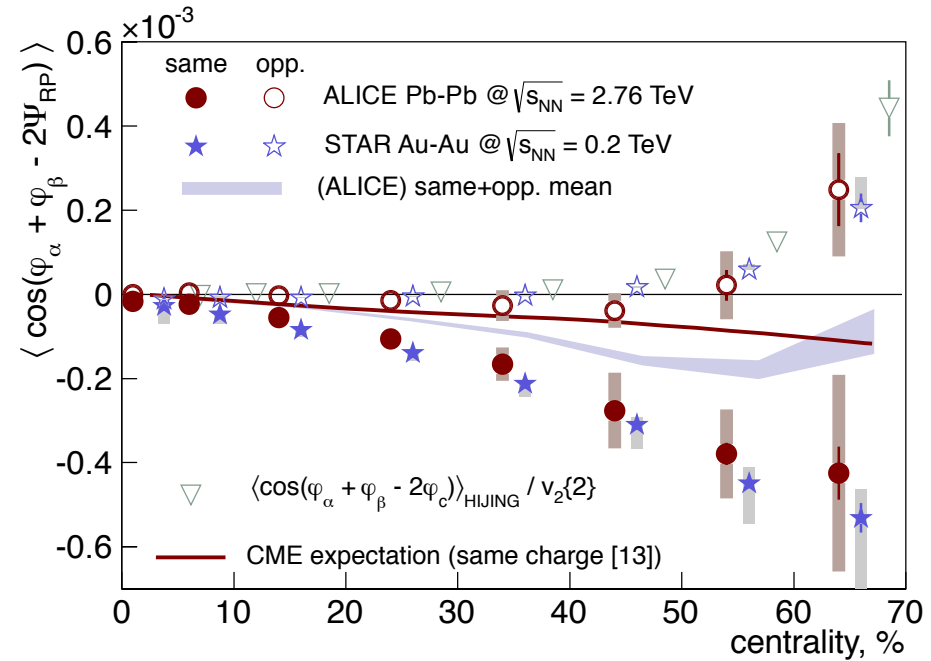 ×10⁻³
⟨ cos(φ_α + φ_β - 2Ψ_RP) ⟩
0.6
0.4
0.2
0
-0.2
-0.4
-0.6
same opp.
ALICE Pb-Pb @ √s_NN = 2.76 TeV
STAR Au-Au @ √s_NN = 0.2 TeV
(ALICE) same+opp. mean
⟨cos(φ_α + φ_β - 2φ_c)⟩_HIJING / v₂{2}
CME expectation (same charge [13])
0 10 20 30 40 50 60 70
centrality, %